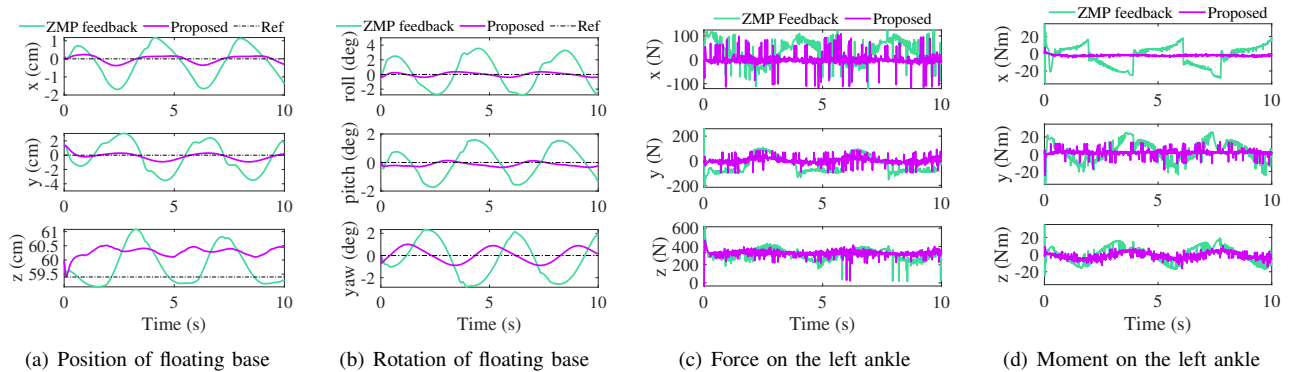 ZMP feedback Proposed Ref
1
0
-1
-2
x (cm)
0 5 10
2
0
-2
-4
y (cm)
0 5 10
61
60.5
60
59.5
z (cm)
0 5 10
Time (s)
(a) Position of floating base
ZMP feedback Proposed Ref
4
2
0
-2
roll (deg)
0 5 10
2
0
-2
pitch (deg)
0 5 10
2
0
-2
yaw (deg)
0 5 10
Time (s)
(b) Rotation of floating base
ZMP Feedback Proposed
100
0
-100
x (N)
0 5 10
200
0
-200
y (N)
0 5 10
600
400
200
0
z (N)
0 5 10
Time (s)
(c) Force on the left ankle
ZMP feedback Proposed
20
0
-20
x (Nm)
0 5 10
20
0
-20
y (Nm)
0 5 10
20
0
-20
z (Nm)
0 5 10
Time (s)
(d) Moment on the left ankle